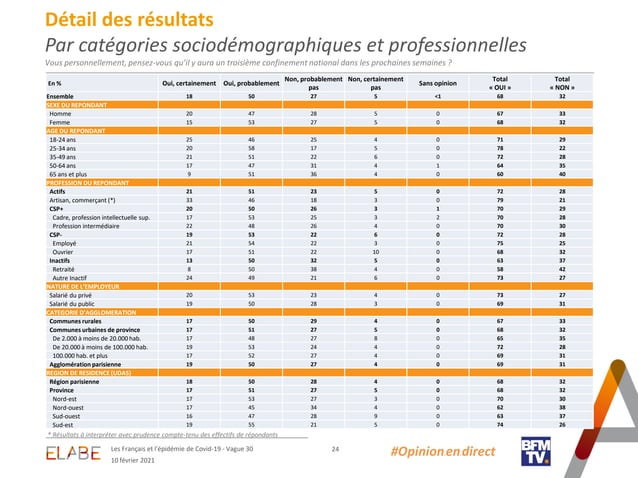 Détail des résultats
Par catégories sociodémographiques et professionnelles
Vous personnellement, pensez-vous qu'il y aura un troisième confinement national dans les prochaines semaines ?
En % Oui, certainement Oui, probablement Non, probablement pas Non, certainement pas Sans opinion Total « OUI » Total « NON »
Ensemble 18 50 27 5 <1 68 32
SEXE DU REPONDANT
Homme 20 47 28 5 0 67 33
Femme 15 53 27 5 0 68 32
AGE DU REPONDANT
18-24 ans 25 46 25 4 0 71 29
25-34 ans 20 58 17 5 0 78 22
35-49 ans 21 51 22 6 0 72 28
50-64 ans 17 47 31 4 1 64 35
65 ans et plus 9 51 36 4 0 60 40
PROFESSION DU REPONDANT
Actifs 21 51 23 5 0 72 28
Artisan, commerçant (*) 33 46 18 3 0 79 21
CSP+ 20 50 26 3 1 70 29
Cadre, profession intellectuelle sup. 17 53 25 3 2 70 28
Profession intermédiaire 22 48 26 4 0 70 30
CSP- 19 53 22 6 0 72 28
Employé 21 54 22 3 0 75 25
Ouvrier 17 51 22 10 0 68 32
Inactifs 13 50 32 5 0 63 37
Retraité 8 50 38 4 0 58 42
Autre Inactif 24 49 21 6 0 73 27
NATURE DE L'EMPLOYEUR
Salarié du privé 20 53 23 4 0 73 27
Salarié du public 19 50 28 3 0 69 31
CATEGORIE D'AGGLOMERATION
Communes rurales 17 50 29 4 0 67 33
Communes urbaines de province 17 51 27 5 0 68 32
De 2.000 à moins de 20.000 hab. 17 48 27 8 0 65 35
De 20.000 à moins de 100.000 hab. 19 53 24 4 0 72 28
100.000 hab. et plus 17 52 27 4 0 69 31
Agglomération parisienne 19 50 27 4 0 69 31
REGION DE RESIDENCE (UDA5)
Région parisienne 18 50 28 4 0 68 32
Province 17 51 27 5 0 68 32
Nord-est 17 53 27 3 0 70 30
Nord-ouest 17 45 34 4 0 62 38
Sud-ouest 16 47 28 9 0 63 37
Sud-est 19 55 21 5 0 74 26
* Résultats à interpréter avec prudence compte-tenu des effectifs de répondants
ELABE
Les Français et l'épidémie de Covid-19 - Vague 30
10 février 2021
24
#Opinion en direct
BFM TV.